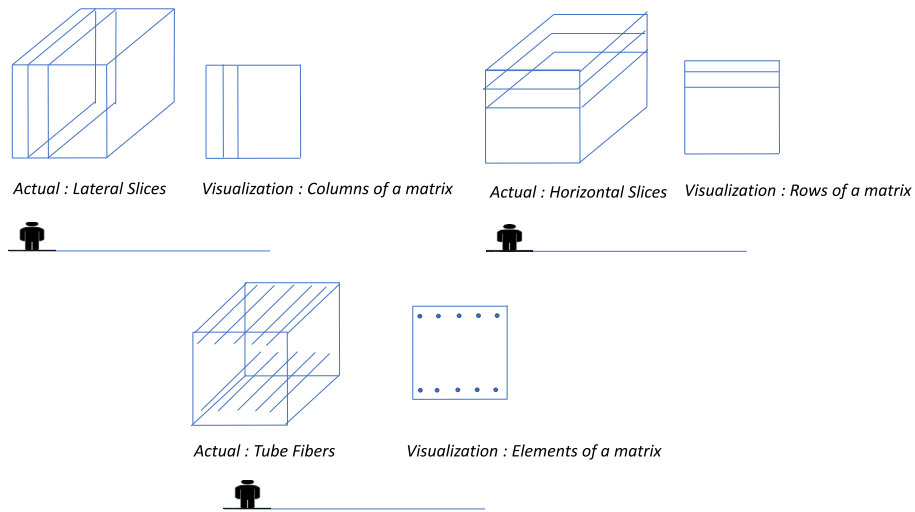 Actual : Lateral Slices
Visualization : Columns of a matrix
Actual : Horizontal Slices
Visualization : Rows of a matrix
Actual : Tube Fibers
Visualization : Elements of a matrix